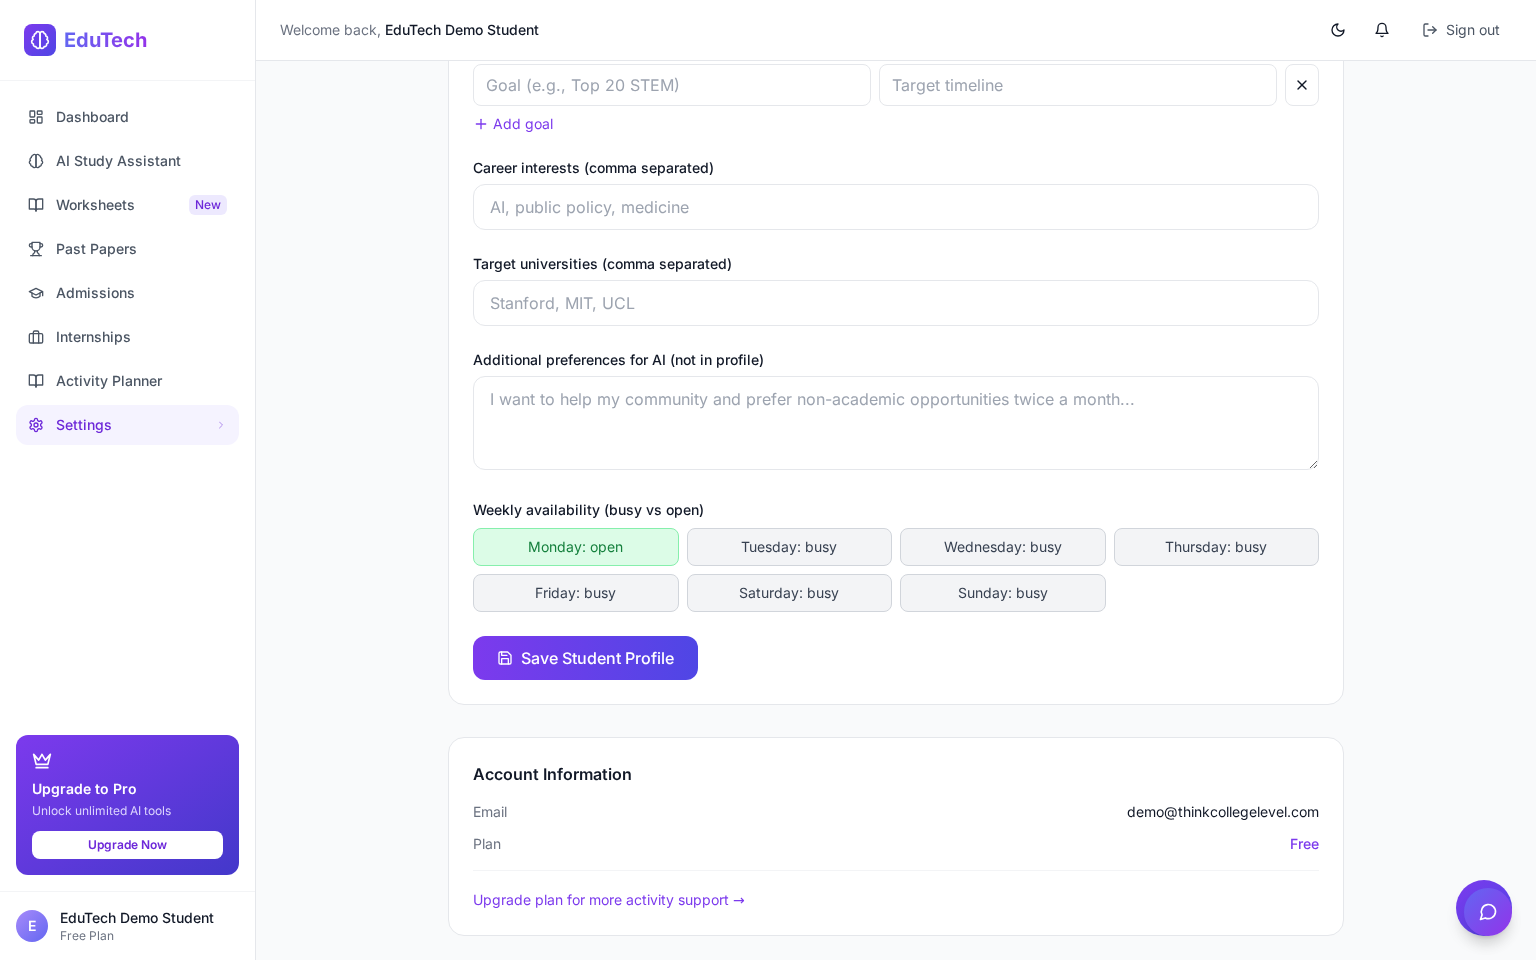 EduTech
Welcome back, EduTech Demo Student
Sign out
Dashboard
AI Study Assistant
Worksheets
New
Past Papers
Admissions
Internships
Activity Planner
Settings
Upgrade to Pro
Unlock unlimited AI tools
Upgrade Now
E
EduTech Demo Student
Free Plan
Goal (e.g., Top 20 STEM)
Target timeline
Add goal
Career interests (comma separated)
AI, public policy, medicine
Target universities (comma separated)
Stanford, MIT, UCL
Additional preferences for AI (not in profile)
I want to help my community and prefer non-academic opportunities twice a month...
Weekly availability (busy vs open)
Monday: open
Tuesday: busy
Wednesday: busy
Thursday: busy
Friday: busy
Saturday: busy
Sunday: busy
Save Student Profile
Account Information
Email
demo@thinkcollegelevel.com
Plan
Free
Upgrade plan for more activity support →